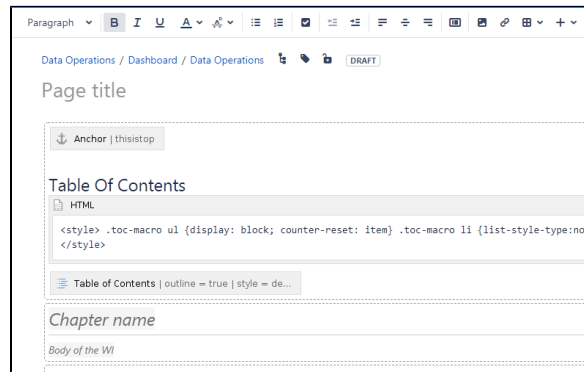 Paragraph B I U A
Data Operations / Dashboard / Data Operations DRAFT
Page title
Anchor | thisistop
Table Of Contents
HTML
<style> .toc-macro ul {display: block; counter-reset: item} .toc-macro li {list-style-type:no
</style>
Table of Contents | outline = true | style = de...
Chapter name
Body of the WI